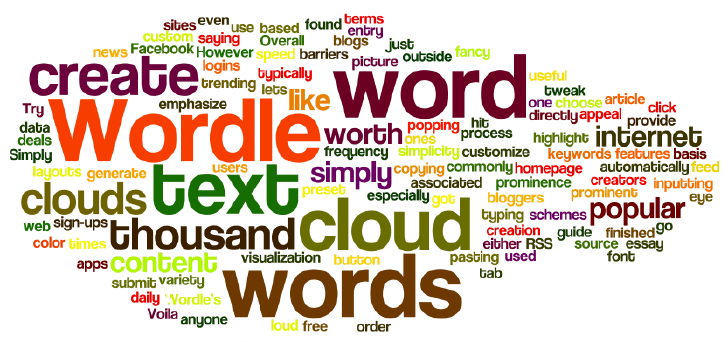 sites even use based found terms
custom saying Overall blogs entry
news Facebook However speed barriers just outside fancy
logins trending typically picture
create lets word useful
Try emphasize like tweak
one choose article
directly appeal click
data Wordle worth popping hit provide
deals ones process highlight internet
Simply frequency simplicity customize keywords features basis
layouts generate users simply copying commonly homepage automatically feed
text preset associated prominence creators inputting
clouds especially got bloggers prominent eye
web sign-ups thousand cloud typing schemes popular go
color times creation guide finished
either RSS source essay
apps content visualization button pasting used font
submit variety words tab
daily Wordle's
Voila anyone loud free order